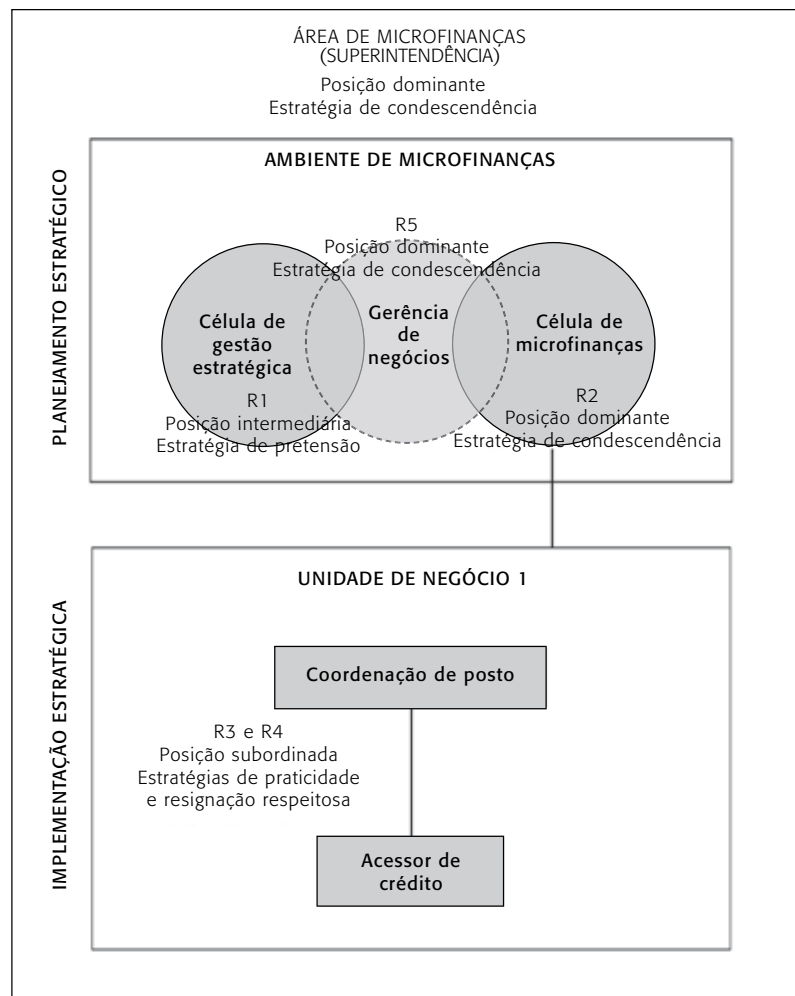 ÁREA DE MICROFINANÇAS
(SUPERINTENDÊNCIA)
Posição dominante
Estratégia de condescendência
PLANEJAMENTO ESTRATÉGICO
AMBIENTE DE MICROFINANÇAS
R5
Posição dominante
Estratégia de condescendência
Célula de
gestão
estratégica
R1
Posição intermediária
Estratégia de pretensão
Gerência
de
negócios
Célula de
microfinanças
R2
Posição dominante
Estratégia de condescendência
IMPLEMENTAÇÃO ESTRATÉGICA
UNIDADE DE NEGÓCIO 1
Coordenação de posto
R3 e R4
Posição subordinada
Estratégias de praticidade
e resignação respeitosa
Acessor de
crédito